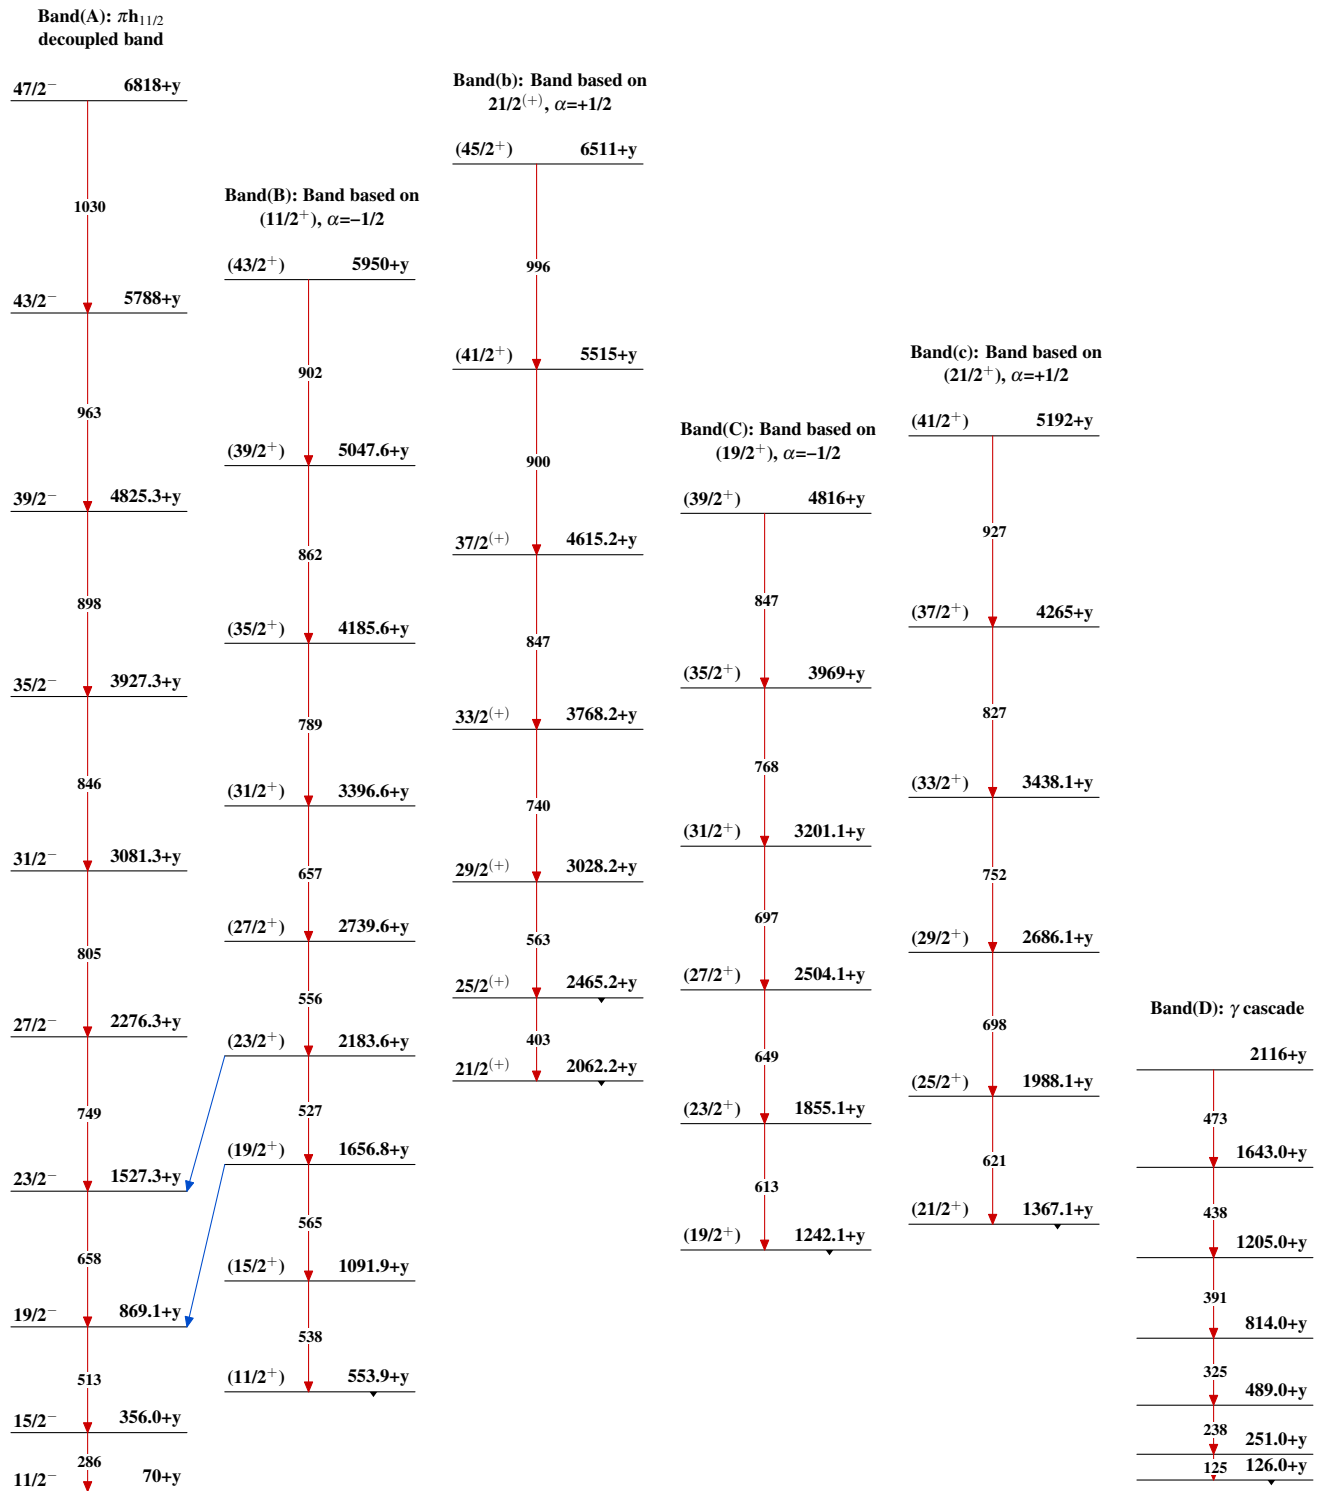 Band(A): πh11/2
decoupled band
47/2− 6818+y
1030
43/2− 5788+y
963
39/2− 4825.3+y
898
35/2− 3927.3+y
846
31/2− 3081.3+y
805
27/2− 2276.3+y
749
23/2− 1527.3+y
658
19/2− 869.1+y
513
15/2− 356.0+y
286
11/2− 70+y
Band(B): Band based on
(11/2+), α=−1/2
(43/2+) 5950+y
902
(39/2+) 5047.6+y
862
(35/2+) 4185.6+y
789
(31/2+) 3396.6+y
657
(27/2+) 2739.6+y
556
(23/2+) 2183.6+y
527
(19/2+) 1656.8+y
565
(15/2+) 1091.9+y
538
(11/2+) 553.9+y
Band(b): Band based on
21/2(+), α=+1/2
(45/2+) 6511+y
996
(41/2+) 5515+y
900
37/2(+) 4615.2+y
847
33/2(+) 3768.2+y
740
29/2(+) 3028.2+y
563
25/2(+) 2465.2+y
403
21/2(+) 2062.2+y
Band(C): Band based on
(19/2+), α=−1/2
(39/2+) 4816+y
847
(35/2+) 3969+y
768
(31/2+) 3201.1+y
697
(27/2+) 2504.1+y
649
(23/2+) 1855.1+y
613
(19/2+) 1242.1+y
Band(c): Band based on
(21/2+), α=+1/2
(41/2+) 5192+y
927
(37/2+) 4265+y
827
(33/2+) 3438.1+y
752
(29/2+) 2686.1+y
698
(25/2+) 1988.1+y
621
(21/2+) 1367.1+y
Band(D): γ cascade
2116+y
473
1643.0+y
438
1205.0+y
391
814.0+y
325
489.0+y
238
251.0+y
125
126.0+y